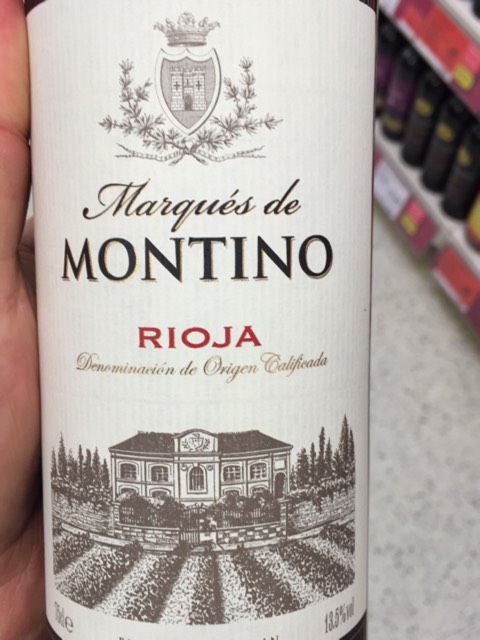 Marqués de
MONTINO
RIOJA
Denominación de Origen Calificada
13.5%vol